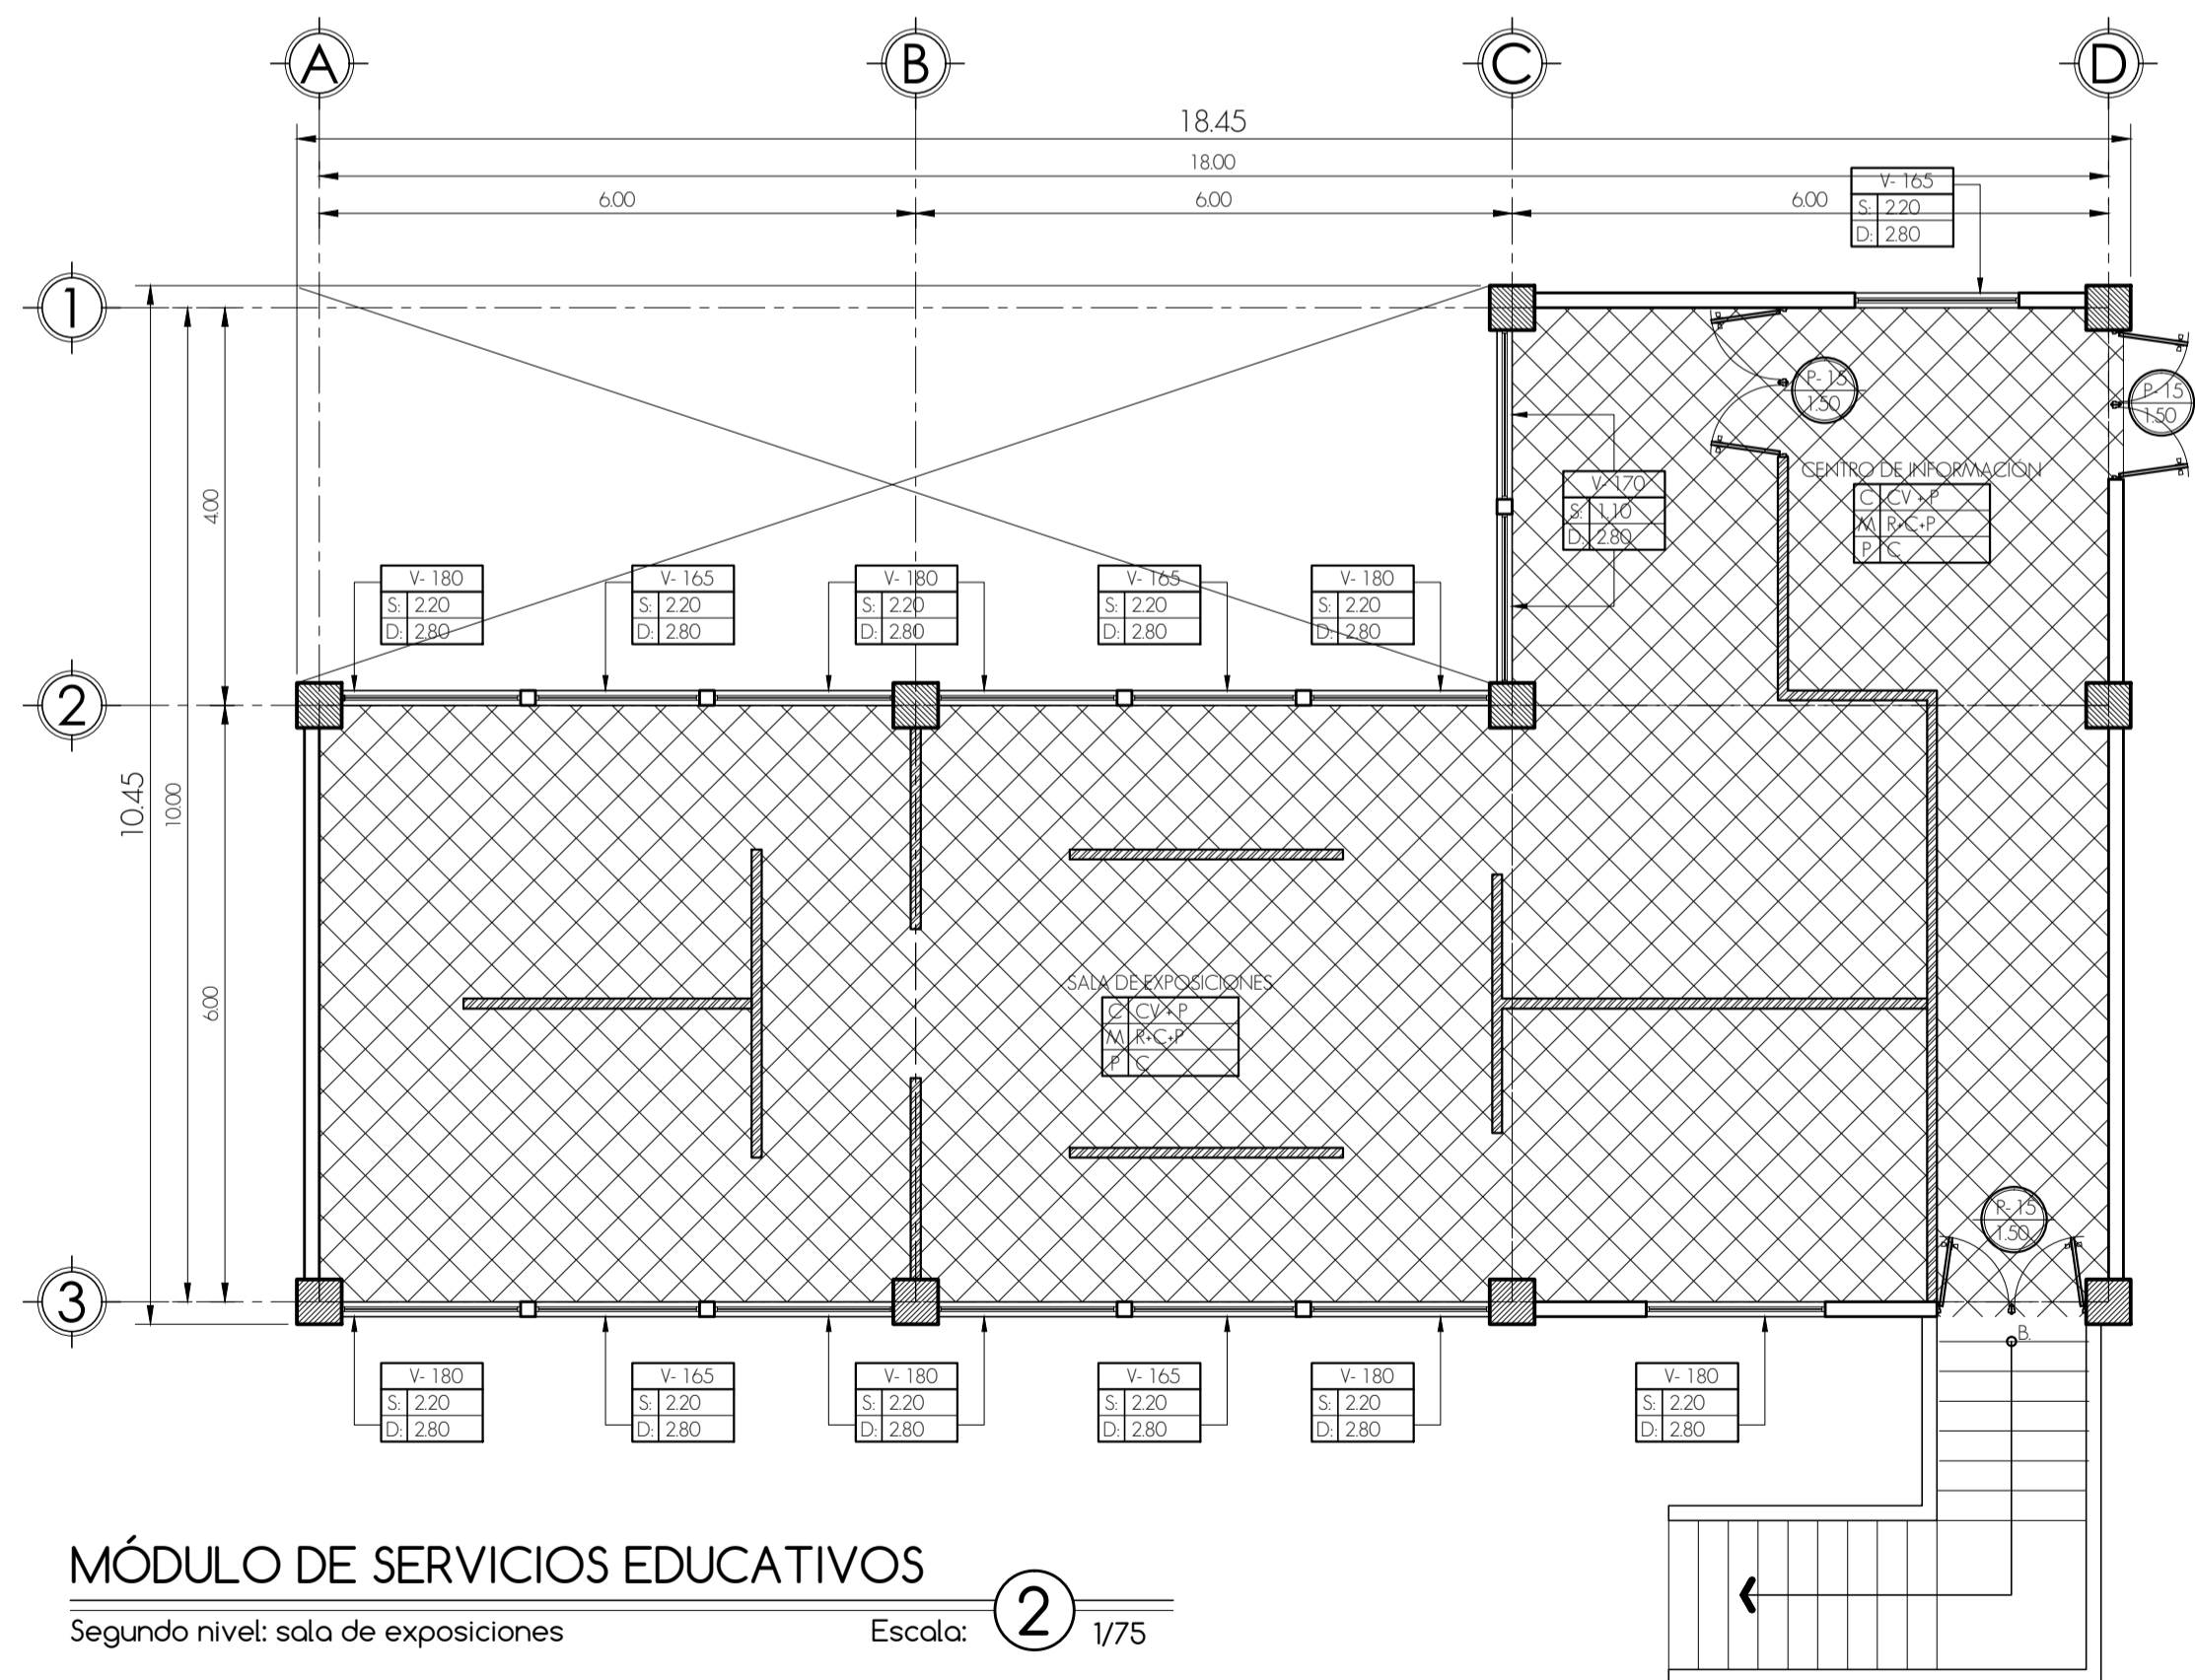 A B C D
18.45
18.00
6.00 6.00 6.00
V- 165
S: 2.20
D: 2.80
1
P- 15
1.50
P- 15
1.50
CENTRO DE INFORMACIÓN
C CV + P
M R+C+P
P C
V- 170
S: 1.10
D: 2.80
4.00
V- 180
S: 2.20
D: 2.80
V- 165
S: 2.20
D: 2.80
V- 180
S: 2.20
D: 2.80
V- 165
S: 2.20
D: 2.80
V- 180
S: 2.20
D: 2.80
2
10.45
10.00
6.00
SALA DE EXPOSICIONES
C CV + P
M R+C+P
P C
P- 15
1.50
3
B.
V- 180
S: 2.20
D: 2.80
V- 165
S: 2.20
D: 2.80
V- 180
S: 2.20
D: 2.80
V- 165
S: 2.20
D: 2.80
V- 180
S: 2.20
D: 2.80
V- 180
S: 2.20
D: 2.80
MÓDULO DE SERVICIOS EDUCATIVOS
Segundo nivel: sala de exposiciones Escala: 2 1/75